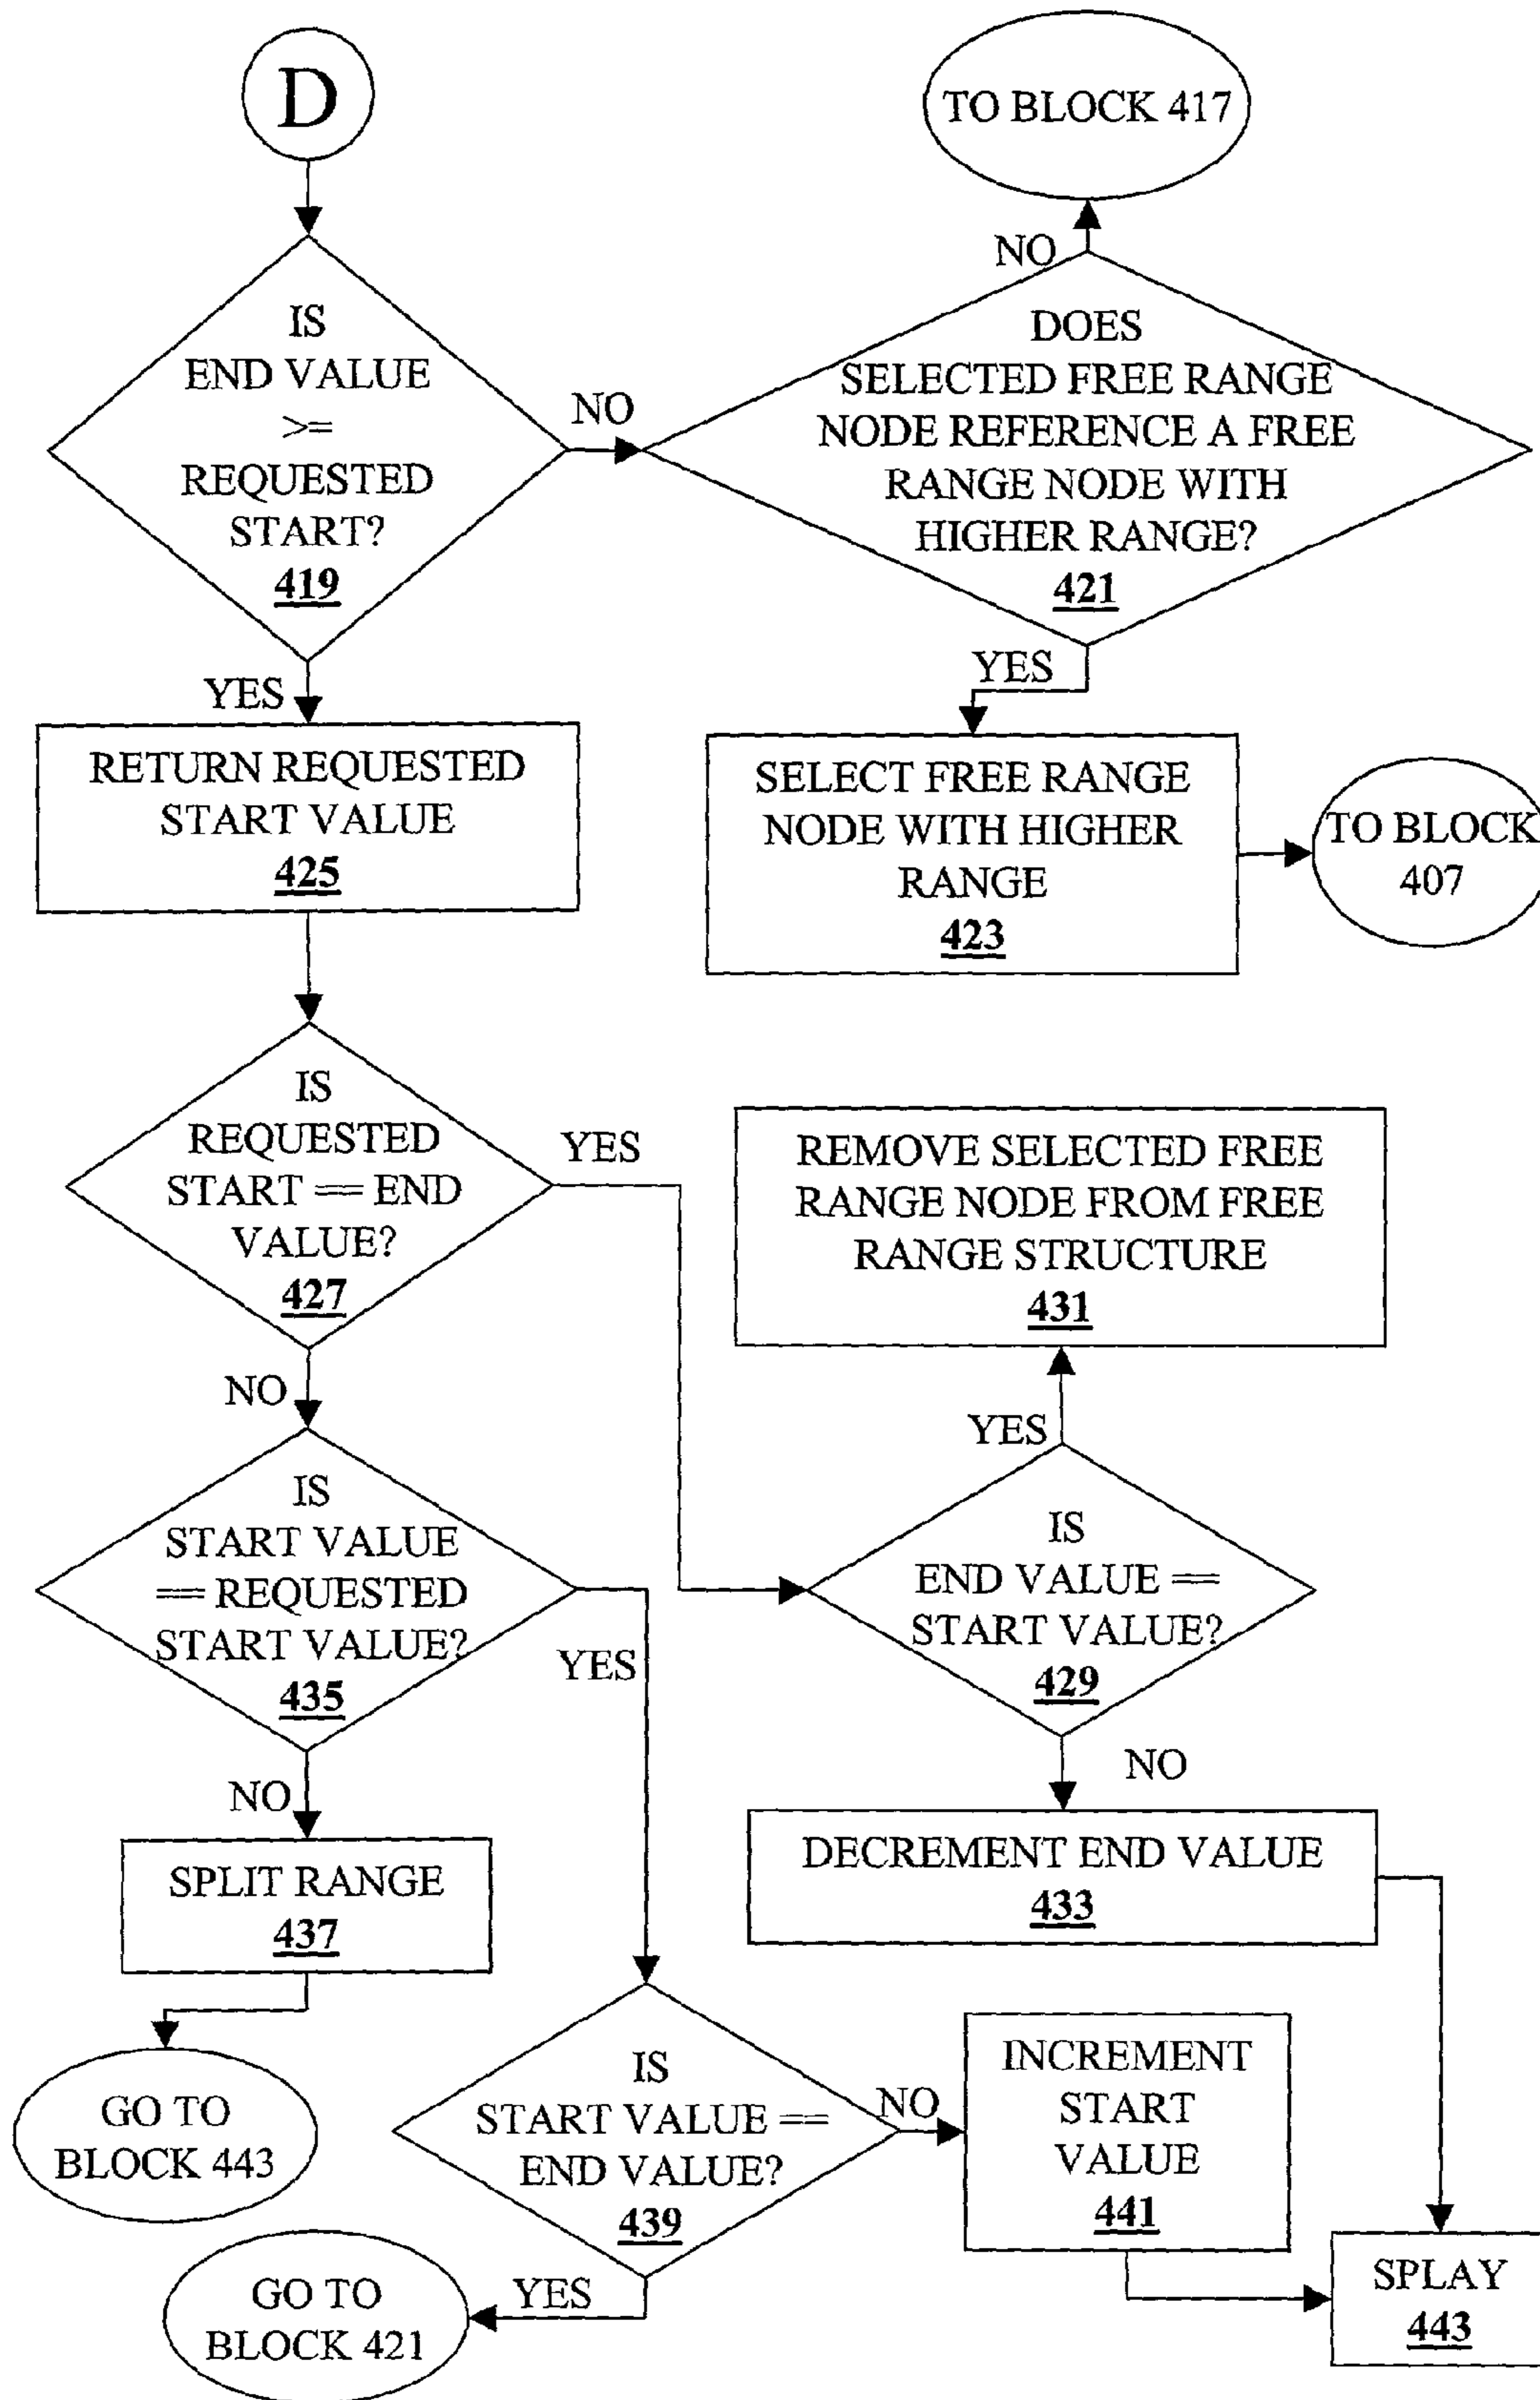 D
TO BLOCK 417
IS
END VALUE
>=
REQUESTED
START?
419
NO
NO
DOES
SELECTED FREE RANGE
NODE REFERENCE A FREE
RANGE NODE WITH
HIGHER RANGE?
421
YES
YES
RETURN REQUESTED
START VALUE
425
SELECT FREE RANGE
NODE WITH HIGHER
RANGE
423
TO BLOCK
407
IS
REQUESTED
START == END
VALUE?
427
YES
REMOVE SELECTED FREE
RANGE NODE FROM FREE
RANGE STRUCTURE
431
NO
YES
IS
START VALUE
== REQUESTED
START VALUE?
435
YES
IS
END VALUE ==
START VALUE?
429
NO
NO
SPLIT RANGE
437
DECREMENT END VALUE
433
GO TO
BLOCK 443
IS
START VALUE ==
END VALUE?
439
NO
INCREMENT
START
VALUE
441
YES
GO TO
BLOCK 421
SPLAY
443